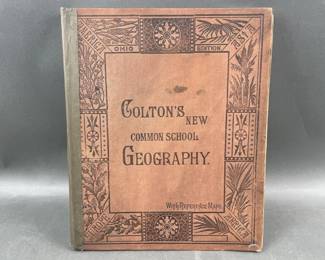 OHIO
EDITION
COLTON'S
NEW
COMMON SCHOOL
GEOGRAPHY.
WITH REFERENCE MAPS.